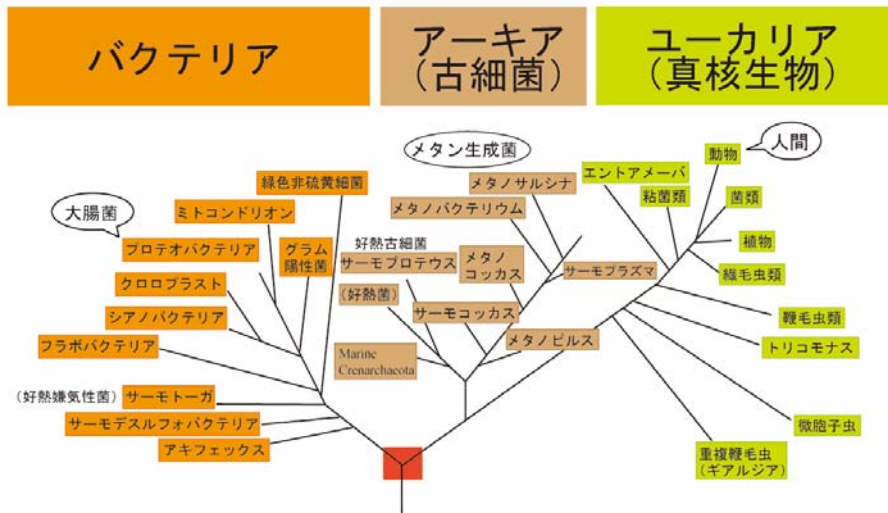 バクテリア
アーキア
（古細菌）
ユーカリア
（真核生物）
大腸菌
緑色非硫黄細菌
ミトコンドリオン
プロテオバクテリア
グラム
陽性菌
クロロプラスト
シアノバクテリア
フラボバクテリア
(好熱嫌気性菌)
サーモトーガ
サーモデスルフォバクテリア
アキフェックス
メタン生成菌
メタノサルシナ
メタノバクテリウム
好熱古細菌
サーモプロテウス
メタノ
コッカス
サーモプラズマ
(好熱菌)
サーモコッカス
メタノピルス
Marine
Crenarchaeota
人間
動物
エントアメーバ
粘菌類
菌類
植物
繊毛虫類
鞭毛虫類
トリコモナス
微胞子虫
重複鞭毛虫
(ギアルジア)